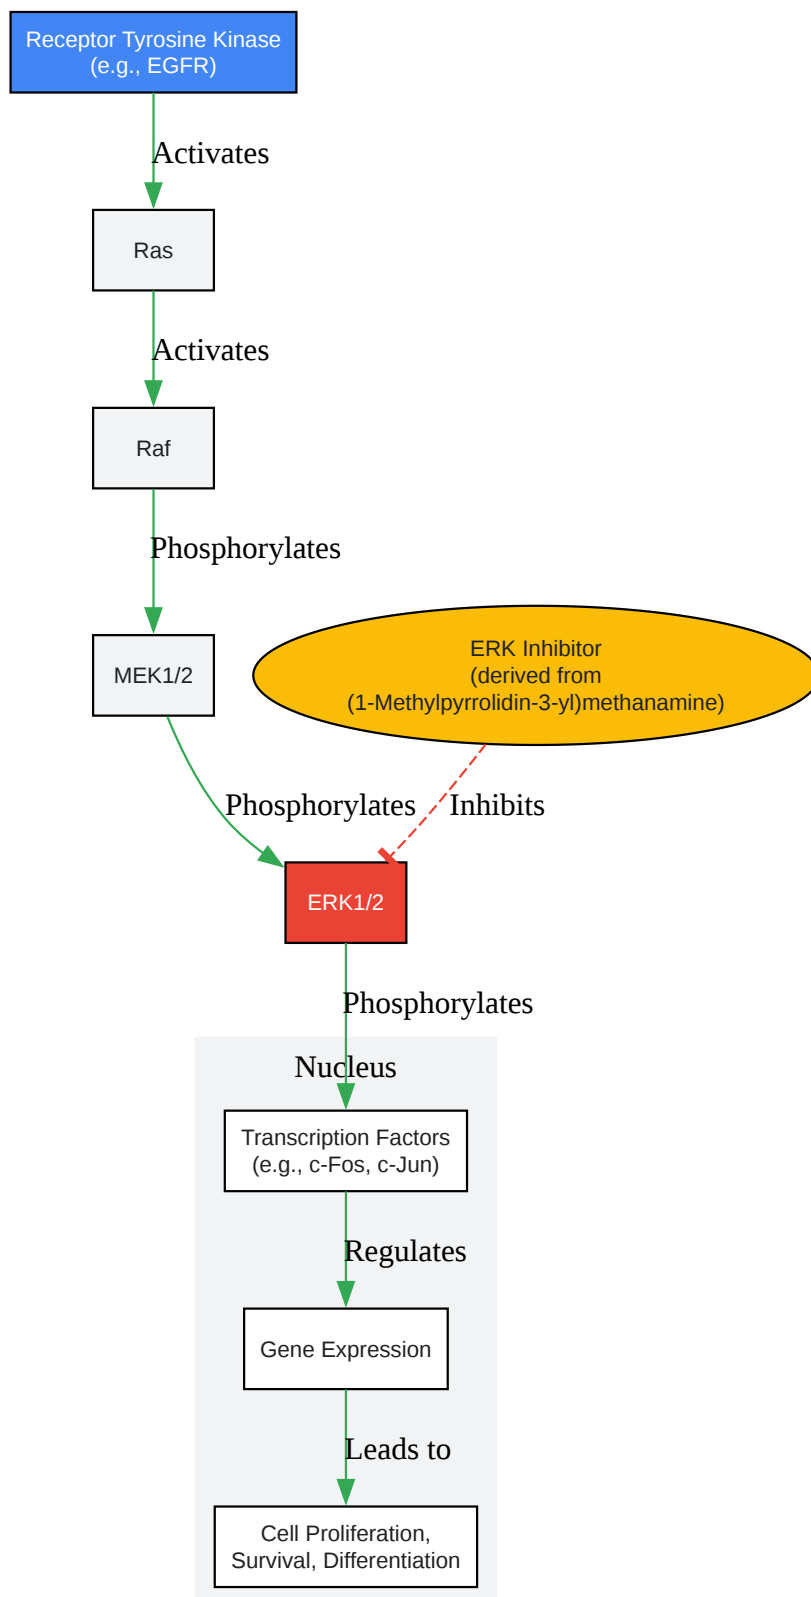 Receptor Tyrosine Kinase
(e.g., EGFR)
Activates
Ras
Activates
Raf
Phosphorylates
MEK1/2
ERK Inhibitor
(derived from
(1-Methylpyrrolidin-3-yl)methanamine)
Phosphorylates
Inhibits
ERK1/2
Phosphorylates
Nucleus
Transcription Factors
(e.g., c-Fos, c-Jun)
Regulates
Gene Expression
Leads to
Cell Proliferation,
Survival, Differentiation